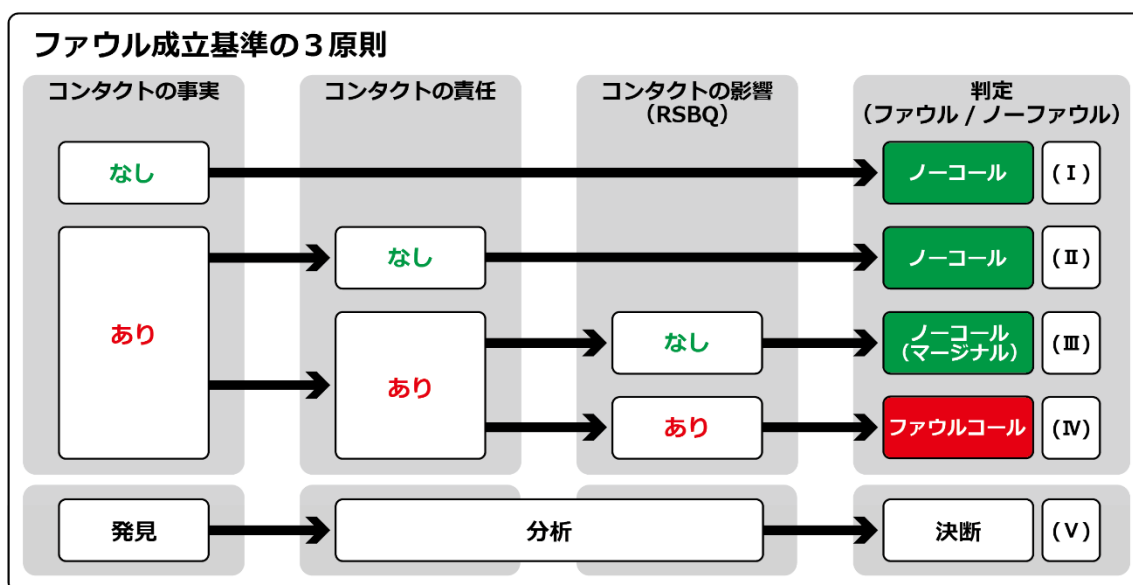 ファウル成立基準の３原則
コンタクトの事実
コンタクトの責任
コンタクトの影響
（RSBQ）
判定
（ファウル / ノーファウル）
なし
ノーコール
(Ⅰ)
なし
ノーコール
(Ⅱ)
あり
あり
なし
ノーコール
（マージナル）
(Ⅲ)
あり
ファウルコール
(Ⅳ)
発見
分析
決断
(Ⅴ)